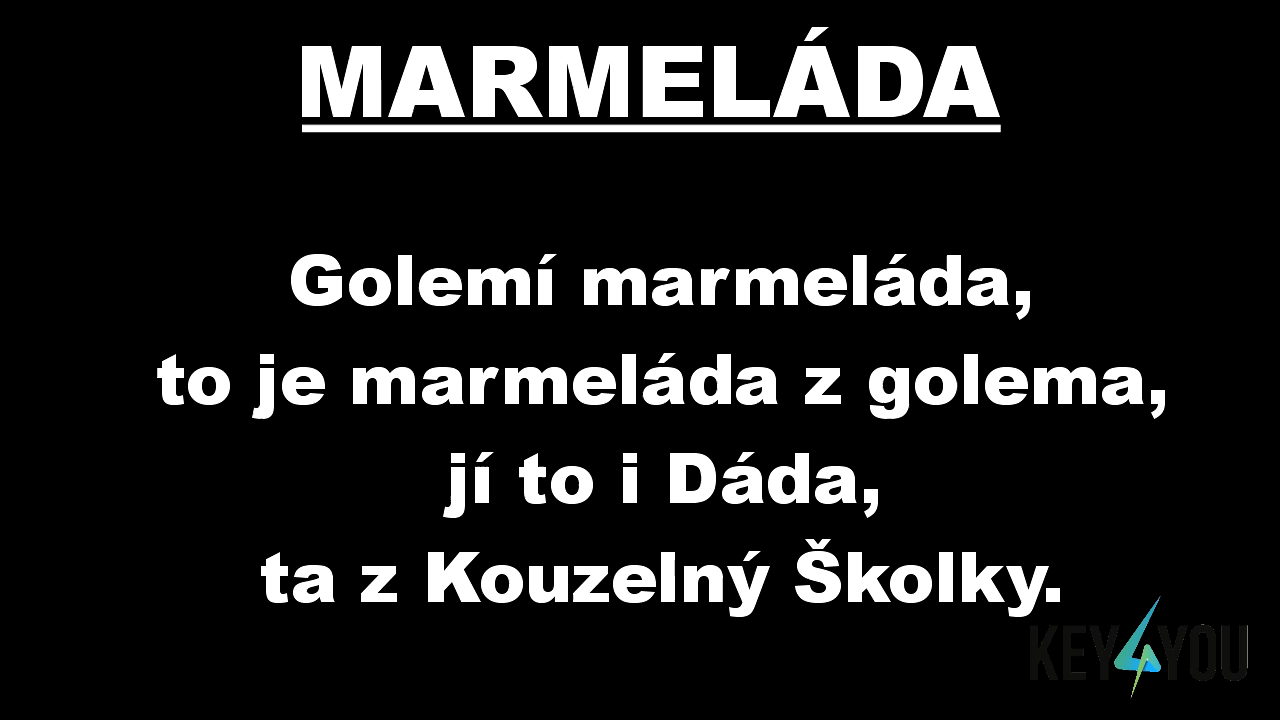 MARMELÁDA
Golemí marmeláda,
to je marmeláda z golema,
jí to i Dáda,
ta z Kouzelný Školky.
KEY4YOU